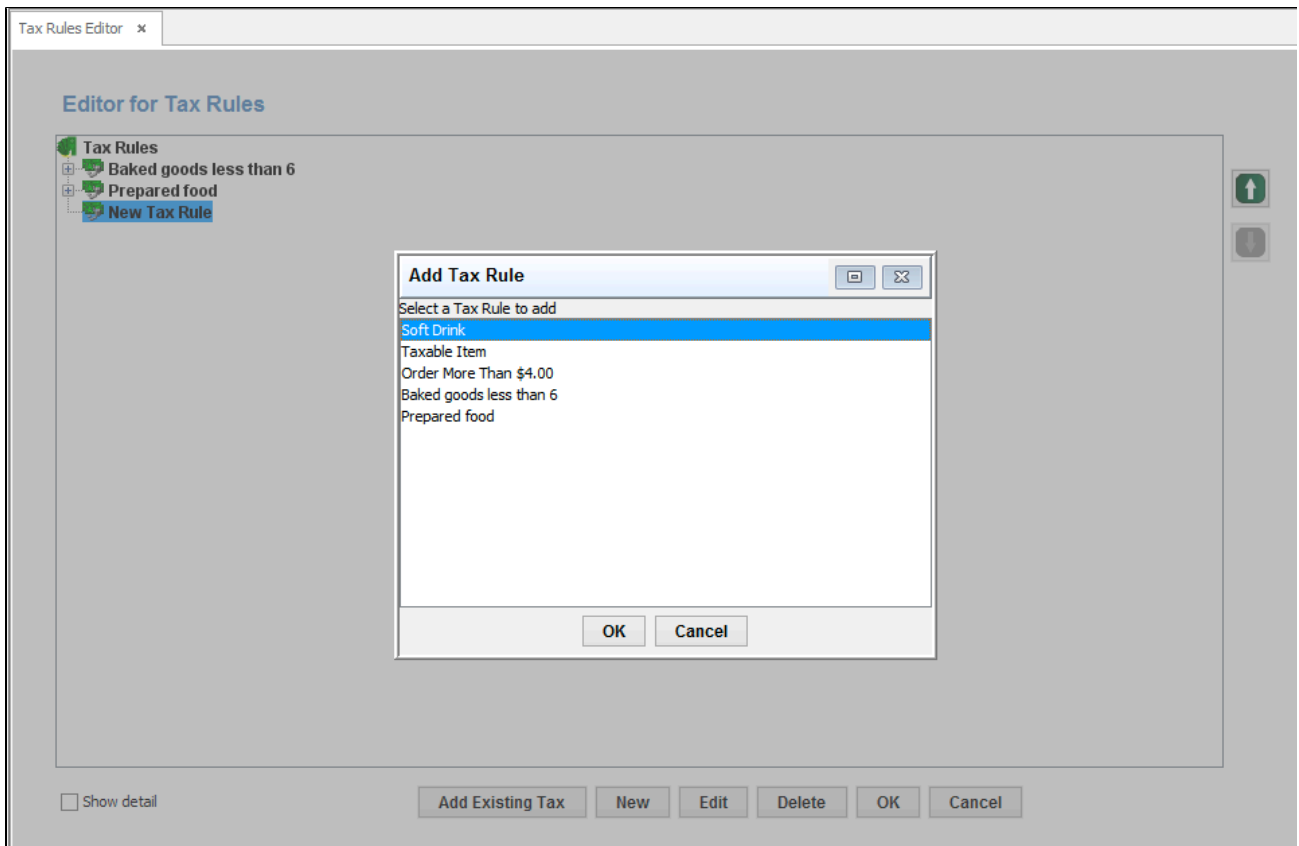 Tax Rules Editor
Editor for Tax Rules
Tax Rules
Baked goods less than 6
Prepared food
New Tax Rule
Add Tax Rule
Select a Tax Rule to add
Soft Drink
Taxable Item
Order More Than $4.00
Baked goods less than 6
Prepared food
OK Cancel
Show detail Add Existing Tax New Edit Delete OK Cancel